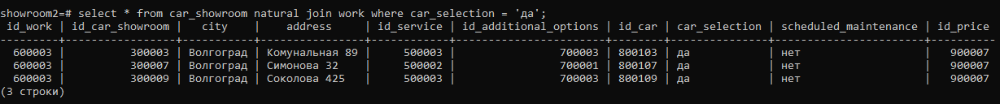 showroom2=# select * from car_showroom natural join work where car_selection = 'да';
 id_work | id_car_showroom |   city    |    address     | id_service | id_additional_options | id_car | car_selection | scheduled_maintenance | id_price
---------+-----------------+-----------+----------------+------------+-----------------------+--------+---------------+-----------------------+----------
  600003 |          300003 | Волгоград | Комунальная 89 |     500003 |                700003 | 800103 | да            | нет                   |   900007
  600003 |          300007 | Волгоград | Симонова 32    |     500002 |                700001 | 800107 | да            | нет                   |   900007
  600003 |          300009 | Волгоград | Соколова 425   |     500003 |                700003 | 800109 | да            | нет                   |   900007
(3 строки)